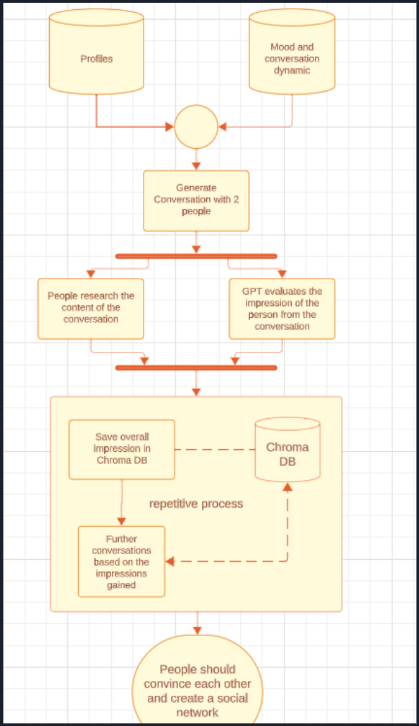 Profiles
Mood and
conversation
dynamic
Generate
Conversation with 2
people
People research the
content of the
conversation
GPT evaluates the
impression of the
person from the
conversation
Save overall
impression in
Chroma DB
Chroma
DB
repetitive process
Further
conversations
based on the
impressions
gained
People should
convince each other
and create a social
network